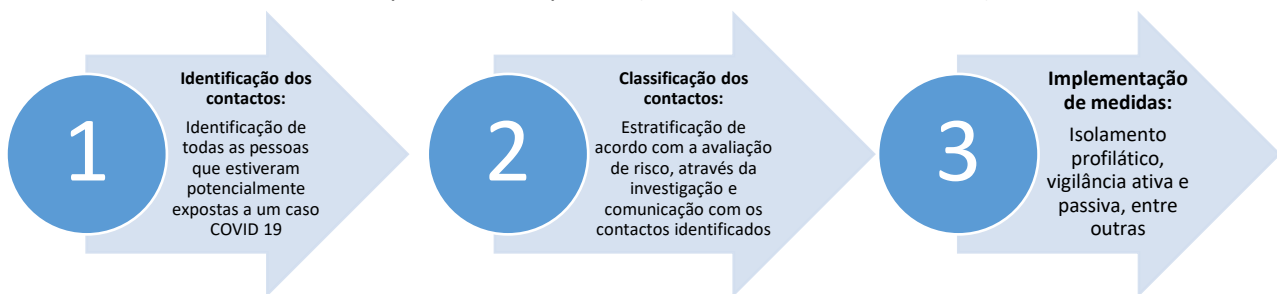 1
Identificação dos
contactos:
Identificação de
todas as pessoas
que estiveram
potencialmente
expostas a um caso
COVID 19
2
Classificação dos
contactos:
Estratificação de
acordo com a avaliação
de risco, através da
investigação e
comunicação com os
contactos identificados
3
Implementação
de medidas:
Isolamento
profilático,
vigilância ativa e
passiva, entre
outras